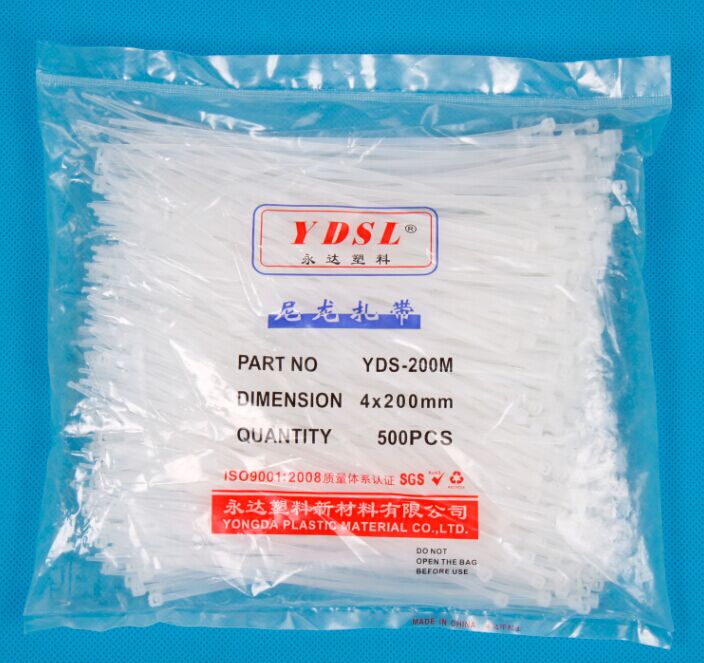 YDSL®
永达塑料
尼龙扎带
PART NO YDS-200M
DIMENSION 4x200mm
QUANTITY 500PCS
ISO9001:2008质量体系认证 SGS RoHS
永达塑料新材料有限公司
YONGDA PLASTIC MATERIAL CO.,LTD.
DO NOT
OPEN THE BAG
BEFORE USE
MADE IN CHINA